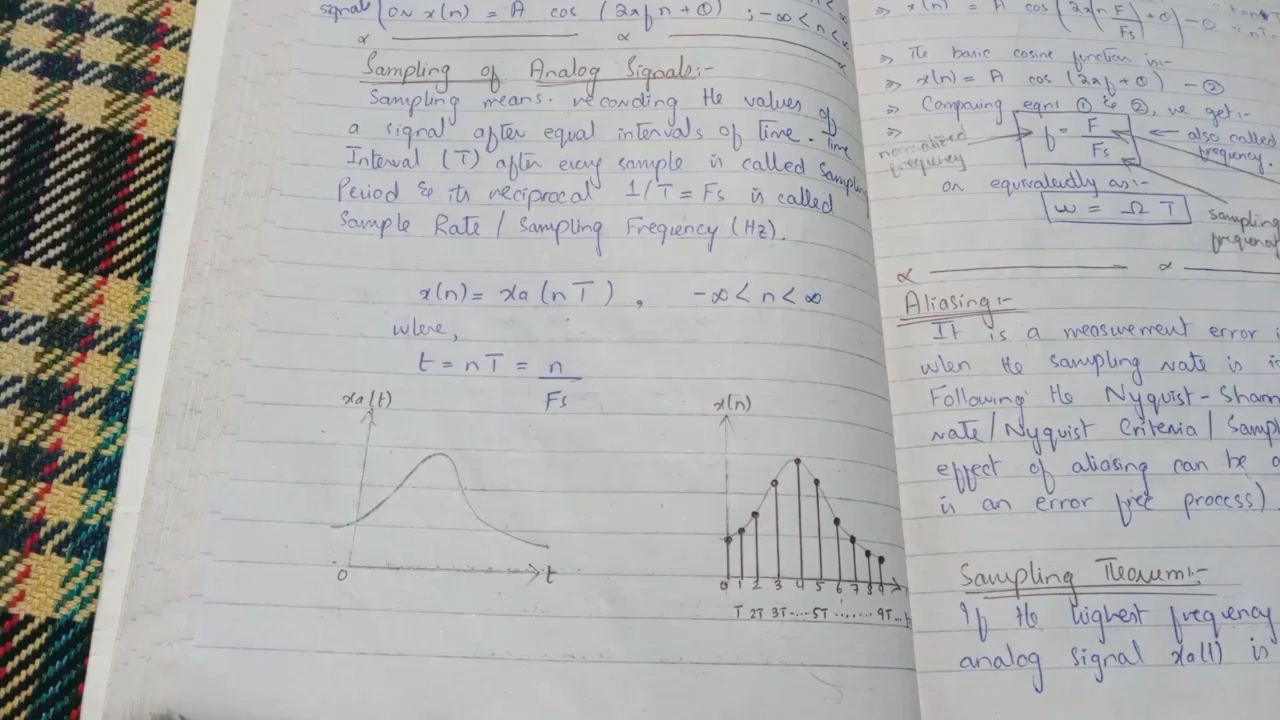 signal (on x(n) = A cos (2πfn + θ) ; -∞ < n < ∞
Sampling of Analog Signals:-
Sampling means. recording the values of
a signal after equal intervals of time. Time
Interval (T) after every sample is called Sampling
Period & its reciprocal 1/T = Fs is called
Sample Rate / Sampling Frequency (Hz).
x(n) = xa (nT) , -∞ < n < ∞
where,
t = nT = n
Fs
xa(t)
0
t
x(n)
0 1 2 3 4 5 6 7 8 9
T 2T 3T ---- 5T ....... 9T ...
⇒ x(n) = A cos (2πn F/Fs + θ) - ①
⇒ The basic cosine function is:-
⇒ x(n) = A cos (2πf + θ) - ②
⇒ Comparing eqns ① & ②, we get:-
⇒ f = F
Fs
normalized
frequency
also called
frequency.
or equivalently as:-
ω = Ω T
sampling
frequency
Aliasing:-
It is a measurement error
when the sampling rate is
Following the Nyquist-
rate/Nyquist Criteria/
effect of aliasing can be
is an error free process)
Sampling Theorem:-
If the highest frequency
analog signal xa(t) is